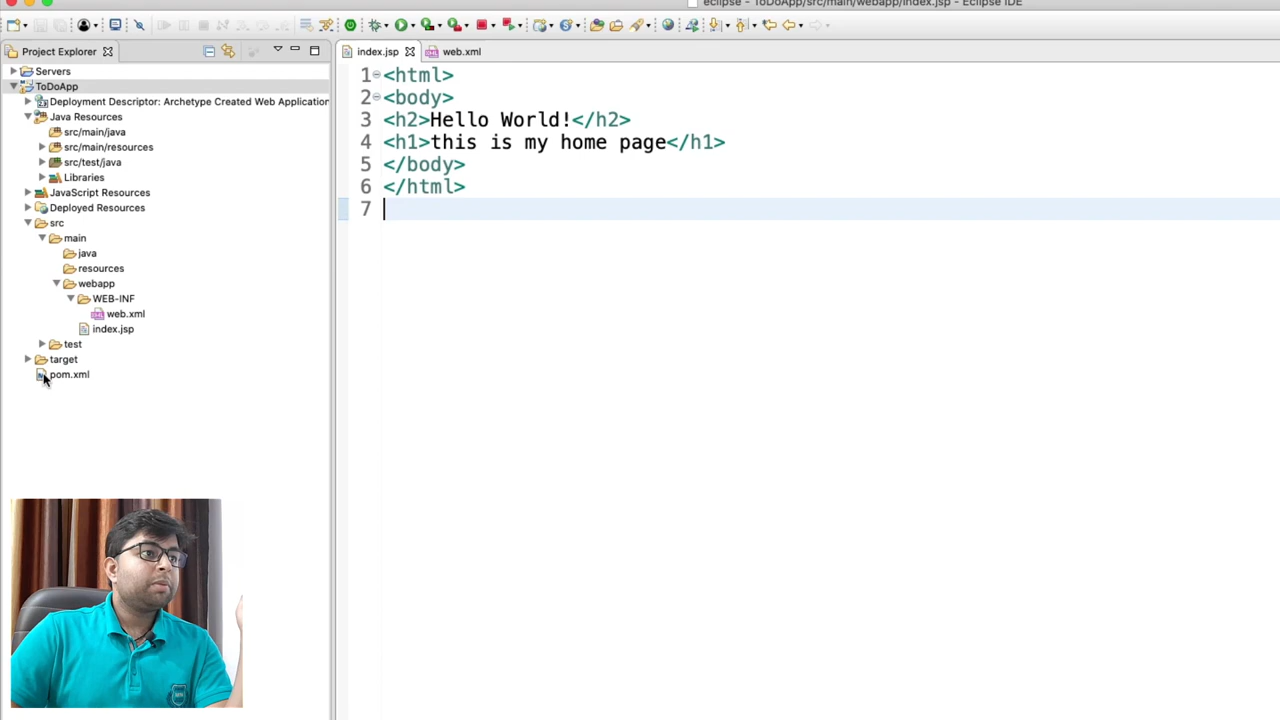 eclipse - ToDoApp/src/main/webapp/index.jsp - Eclipse IDE
Project Explorer
Servers
ToDoApp
Deployment Descriptor: Archetype Created Web Application
Java Resources
src/main/java
src/main/resources
src/test/java
Libraries
JavaScript Resources
Deployed Resources
src
main
java
resources
webapp
WEB-INF
web.xml
index.jsp
test
target
pom.xml
index.jsp
web.xml
1 <html>
2 <body>
3 <h2>Hello World!</h2>
4 <h1>this is my home page</h1>
5 </body>
6 </html>
7